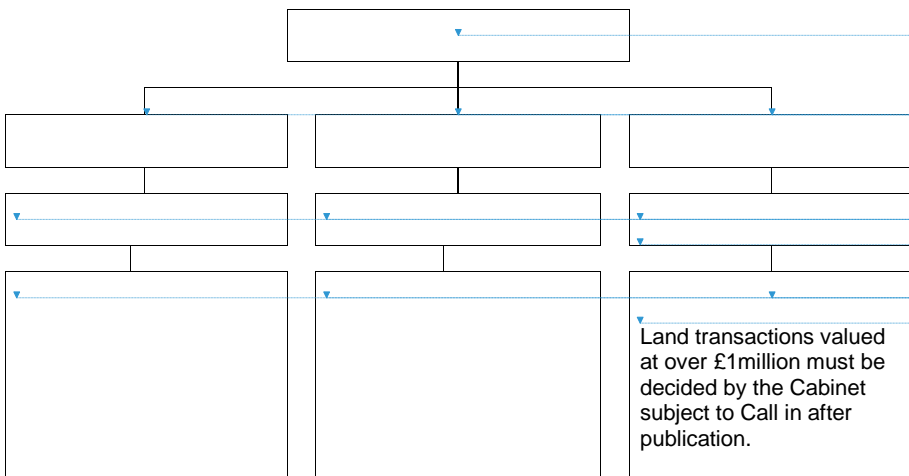 Land transactions valued
at over £1million must be
decided by the Cabinet
subject to Call in after
publication.